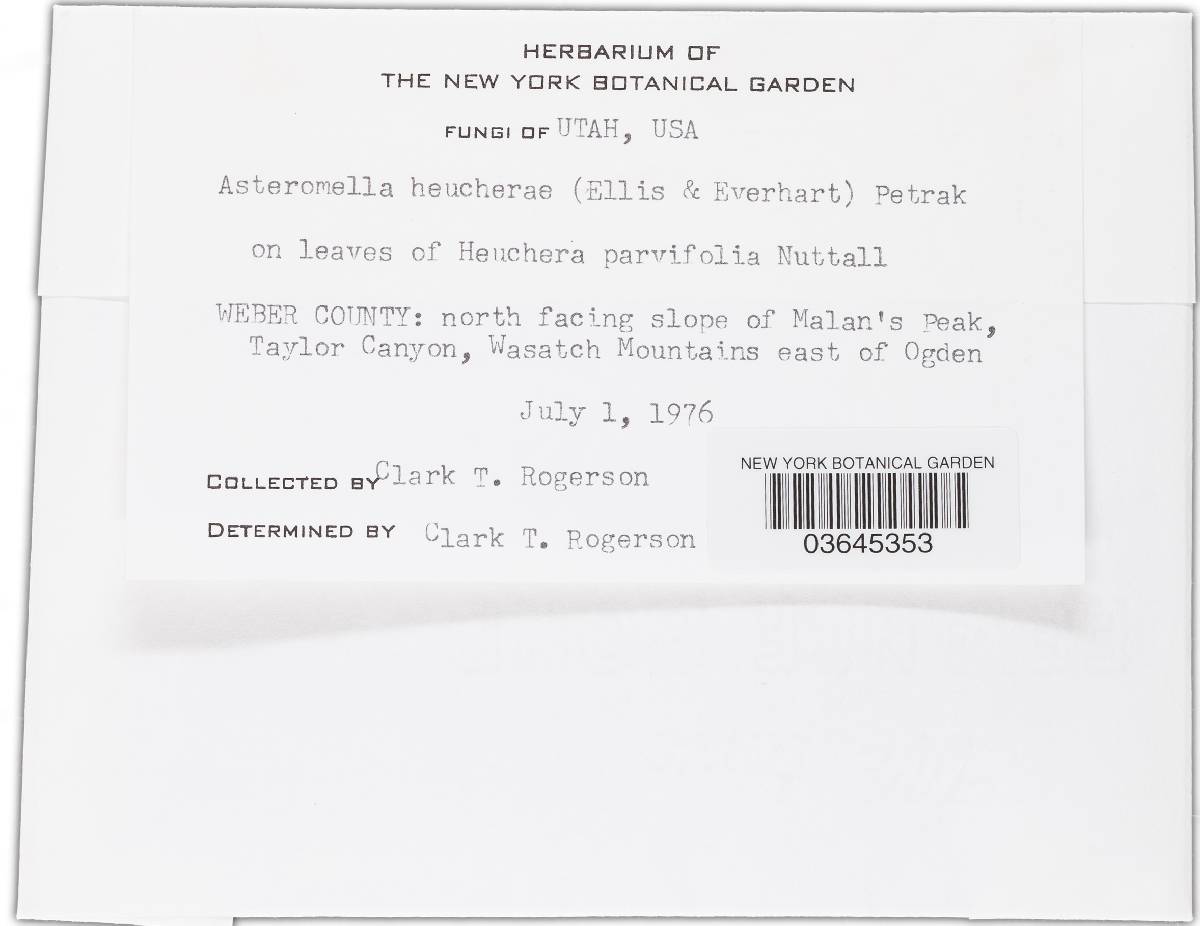 HERBARIUM OF
THE NEW YORK BOTANICAL GARDEN
FUNGI OF UTAH, USA
Asteromella heucherae (Ellis & Everhart) Petrak
on leaves of Heuchera parvifolia Nuttall
WEBER COUNTY: north facing slope of Malan's Peak,
Taylor Canyon, Wasatch Mountains east of Ogden
July 1, 1976
COLLECTED BY Clark T. Rogerson
DETERMINED BY Clark T. Rogerson
NEW YORK BOTANICAL GARDEN
03645353